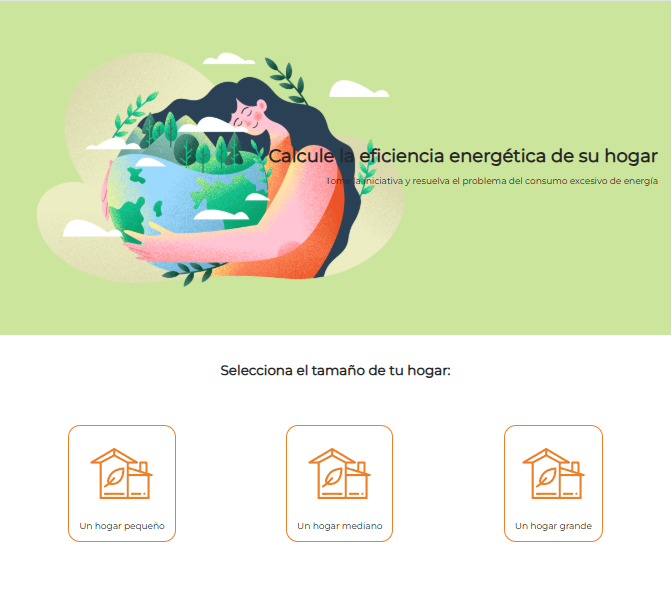 Calcule la eficiencia energética de su hogar
Tome la iniciativa y resuelva el problema del consumo excesivo de energía
Selecciona el tamaño de tu hogar:
Un hogar pequeño
Un hogar mediano
Un hogar grande